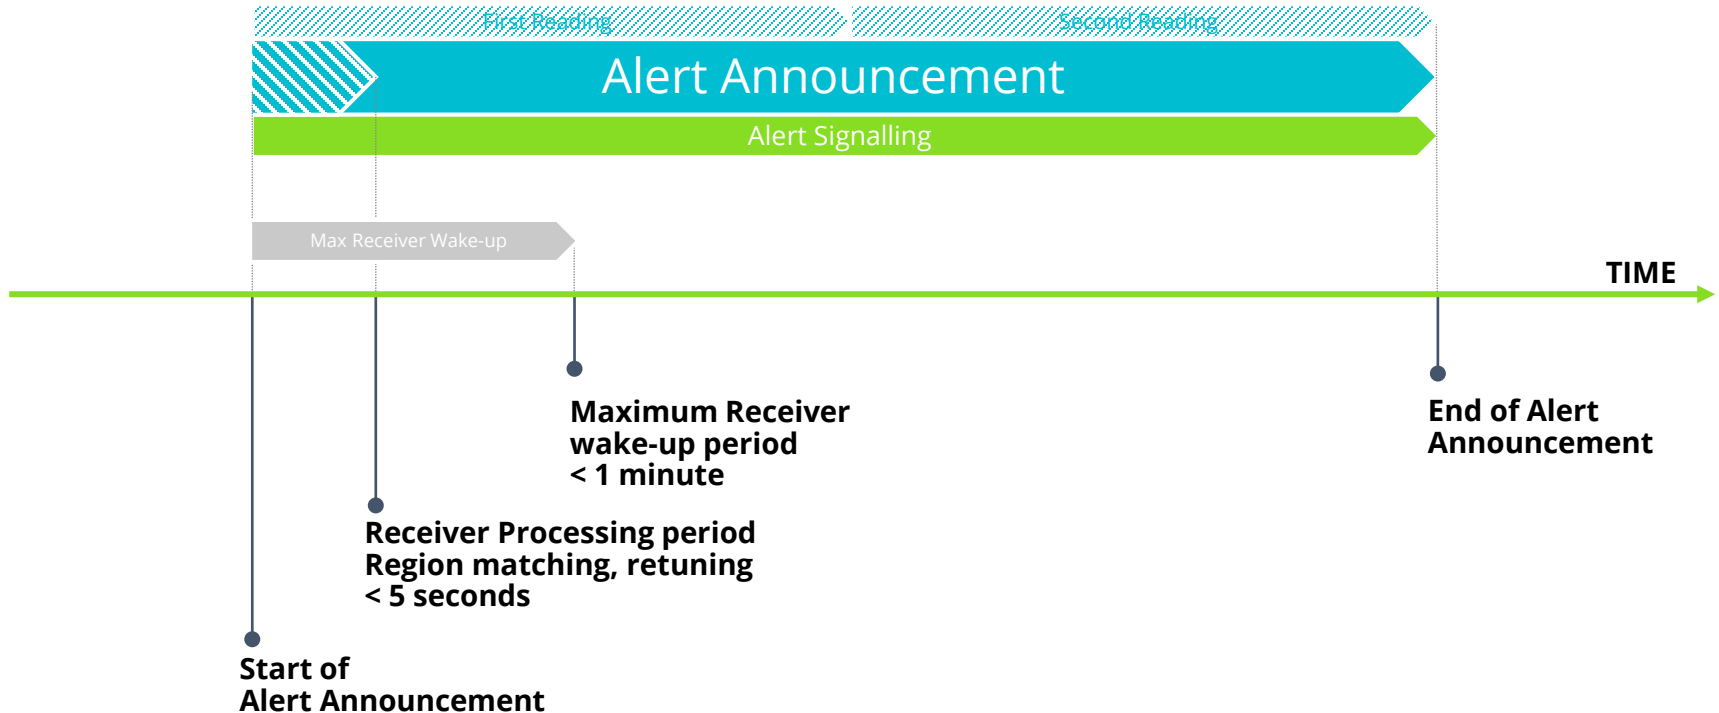 First Reading
Second Reading
Alert Announcement
Alert Signalling
Max Receiver Wake-up
TIME
Maximum Receiver
wake-up period
< 1 minute
End of Alert
Announcement
Receiver Processing period
Region matching, retuning
< 5 seconds
Start of
Alert Announcement